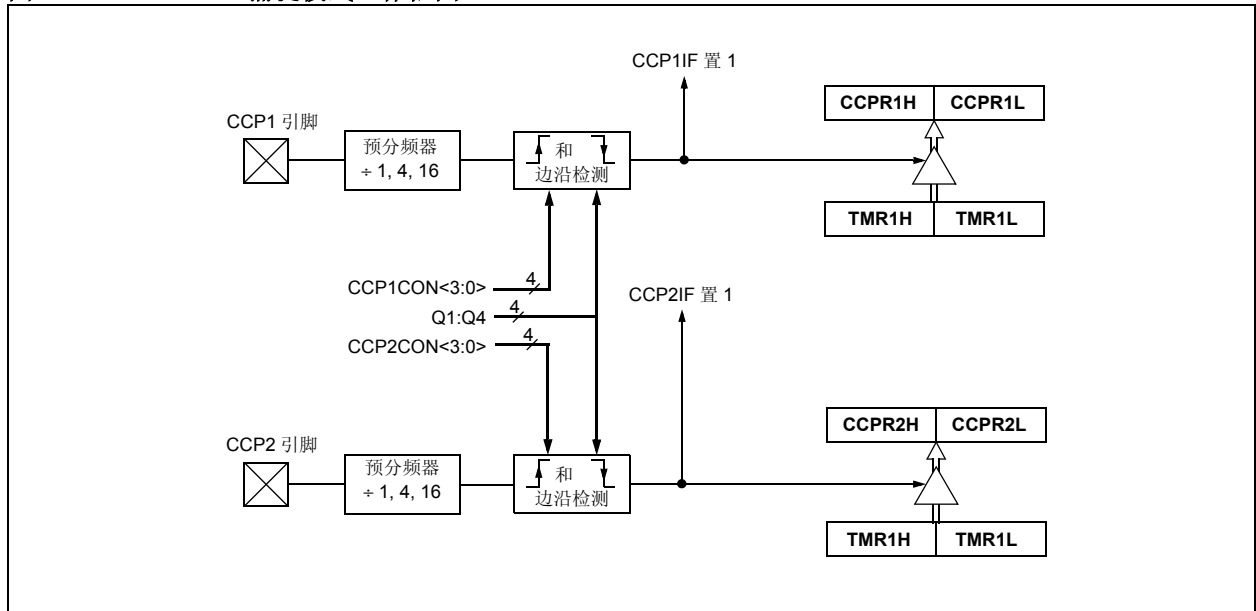 CCP1IF 置 1
CCPR1H CCPR1L
CCP1 引脚
预分频器
÷ 1, 4, 16
和
边沿检测
TMR1H TMR1L
CCP1CON<3:0> 4
Q1:Q4 4
CCP2CON<3:0> 4
CCP2IF 置 1
CCPR2H CCPR2L
CCP2 引脚
预分频器
÷ 1, 4, 16
和
边沿检测
TMR1H TMR1L